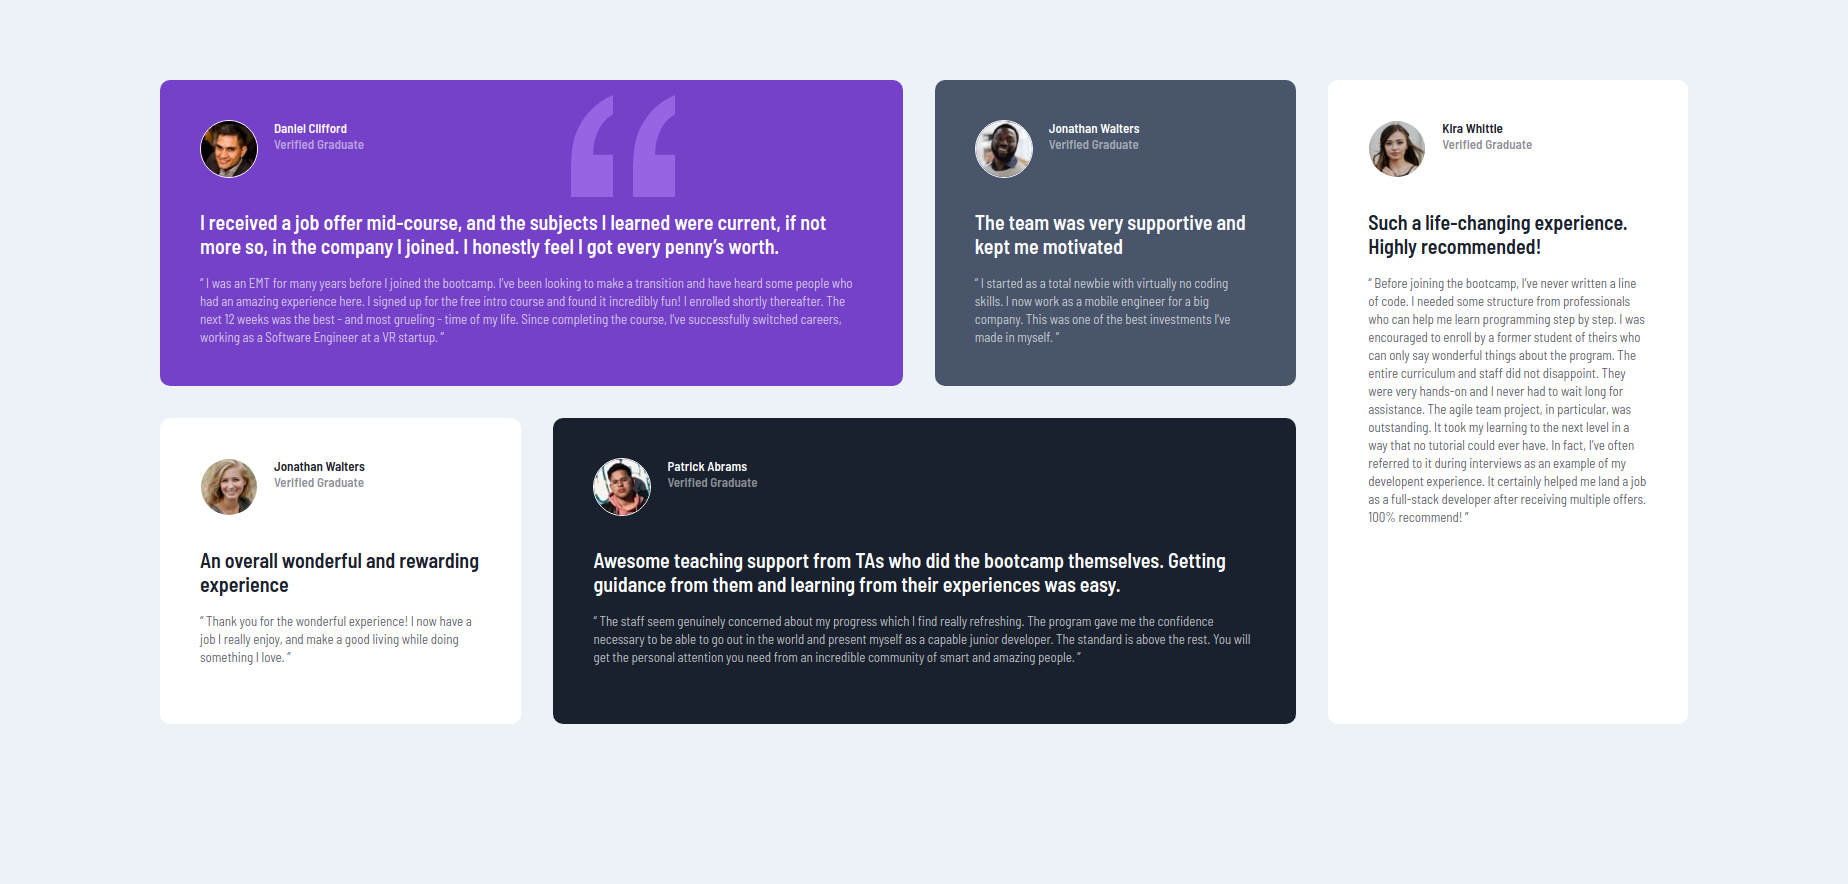 Daniel Clifford
Verified Graduate
I received a job offer mid-course, and the subjects I learned were current, if not
more so, in the company I joined. I honestly feel I got every penny’s worth.
“ I was an EMT for many years before I joined the bootcamp. I’ve been looking to make a transition and have heard some people who
had an amazing experience here. I signed up for the free intro course and found it incredibly fun! I enrolled shortly thereafter. The
next 12 weeks was the best - and most grueling - time of my life. Since completing the course, I’ve successfully switched careers,
working as a Software Engineer at a VR startup. ”
Jonathan Walters
Verified Graduate
The team was very supportive and
kept me motivated
“ I started as a total newbie with virtually no coding
skills. I now work as a mobile engineer for a big
company. This was one of the best investments I’ve
made in myself. ”
Kira Whittle
Verified Graduate
Such a life-changing experience.
Highly recommended!
“ Before joining the bootcamp, I’ve never written a line
of code. I needed some structure from professionals
who can help me learn programming step by step. I was
encouraged to enroll by a former student of theirs who
can only say wonderful things about the program. The
entire curriculum and staff did not disappoint. They
were very hands-on and I never had to wait long for
assistance. The agile team project, in particular, was
outstanding. It took my learning to the next level in a
way that no tutorial could ever have. In fact, I’ve often
referred to it during interviews as an example of my
developent experience. It certainly helped me land a job
as a full-stack developer after receiving multiple offers.
100% recommend! ”
Jonathan Walters
Verified Graduate
An overall wonderful and rewarding
experience
“ Thank you for the wonderful experience! I now have a
job I really enjoy, and make a good living while doing
something I love. ”
Patrick Abrams
Verified Graduate
Awesome teaching support from TAs who did the bootcamp themselves. Getting
guidance from them and learning from their experiences was easy.
“ The staff seem genuinely concerned about my progress which I find really refreshing. The program gave me the confidence
necessary to be able to go out in the world and present myself as a capable junior developer. The standard is above the rest. You will
get the personal attention you need from an incredible community of smart and amazing people. ”